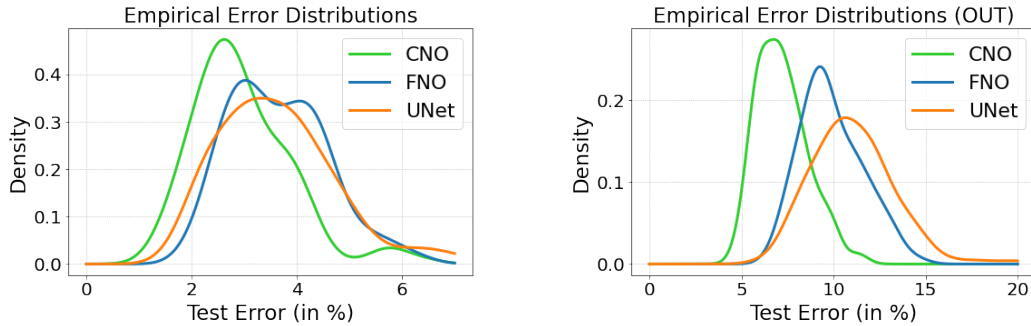 Empirical Error Distributions
CNO
FNO
UNet
0.4
0.3
0.2
0.1
0.0
Density
0 2 4 6
Test Error (in %)
Empirical Error Distributions (OUT)
CNO
FNO
UNet
0.2
0.1
0.0
Density
0 5 10 15 20
Test Error (in %)